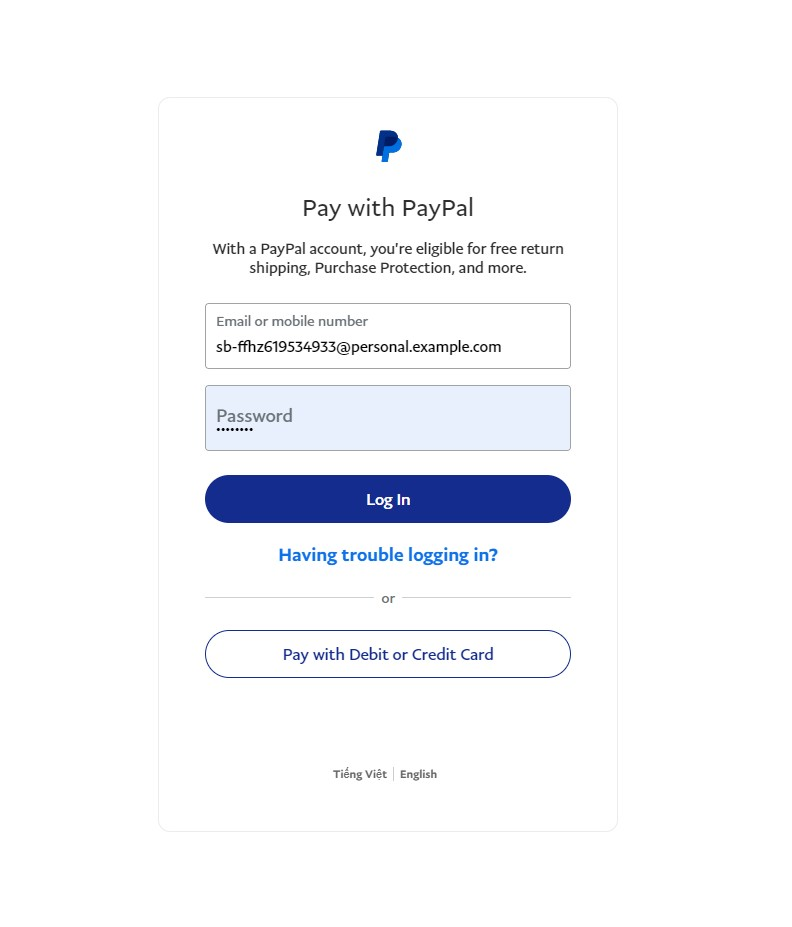 Pay with PayPal
With a PayPal account, you're eligible for free return
shipping, Purchase Protection, and more.
Email or mobile number
sb-ffhz619534933@personal.example.com
Password
••••••••
Log In
Having trouble logging in?
or
Pay with Debit or Credit Card
Tiếng Việt | English